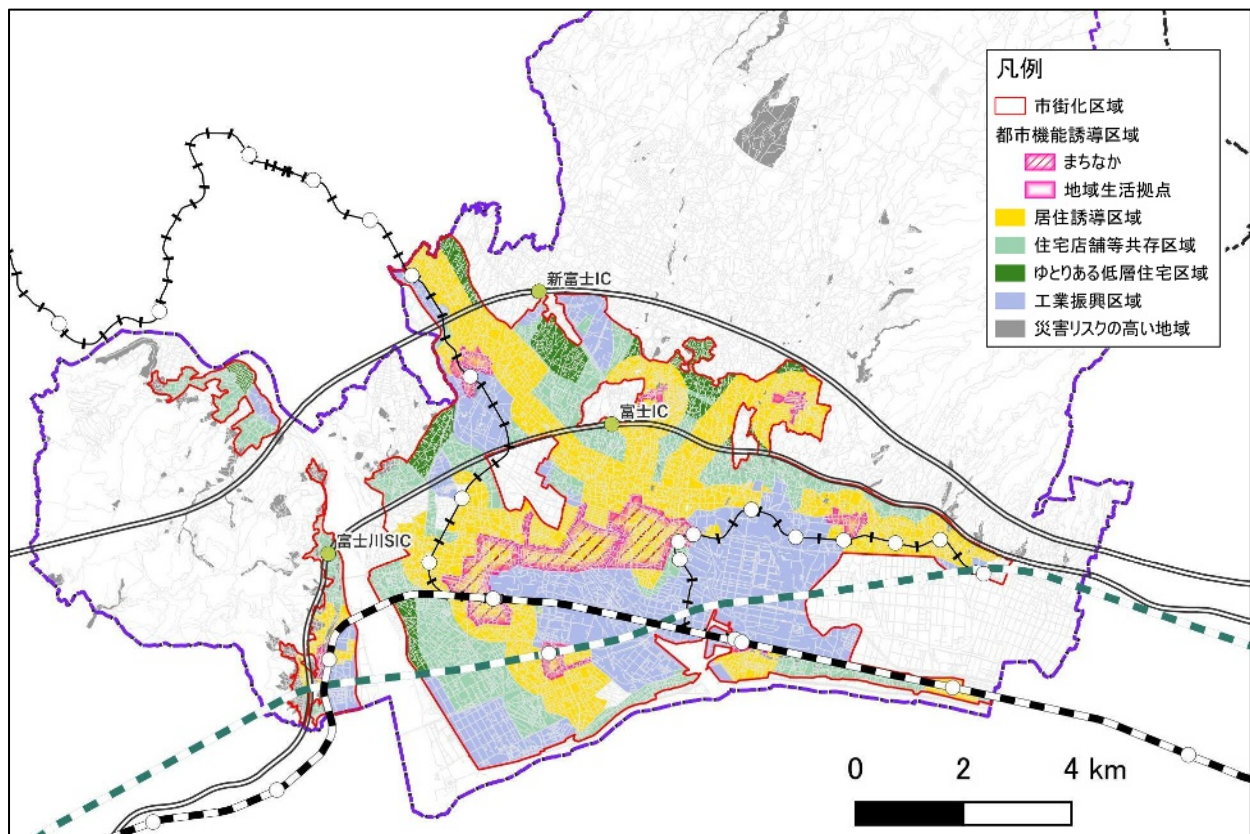 凡例
市街化区域
都市機能誘導区域
まちなか
地域生活拠点
居住誘導区域
住宅店舗等共存区域
ゆとりある低層住宅区域
工業振興区域
災害リスクの高い地域
新富士IC
富士IC
富士川SIC
0 2 4 km